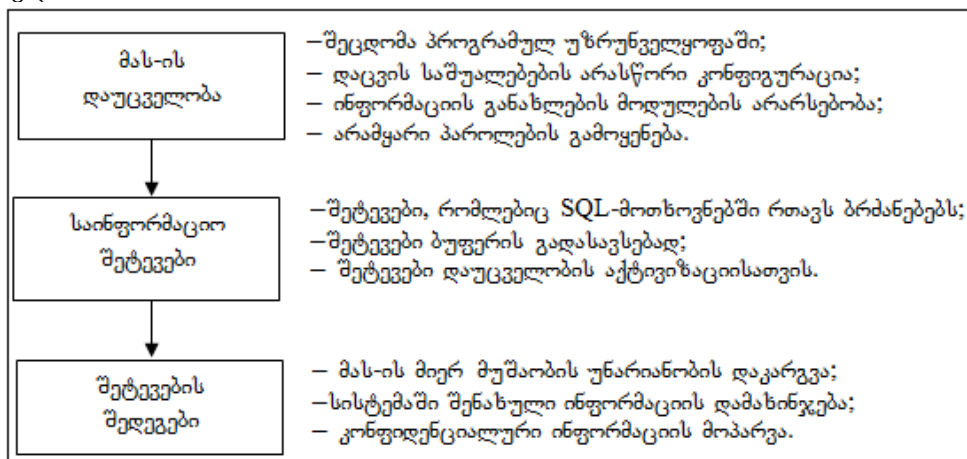 მას-ის
დაუცველობა
–შეცდომა პროგრამულ უზრუნველყოფაში;
– დაცვის საშუალებების არასწორი კონფიგურაცია;
– ინფორმაციის განახლების მოდულების არარსებობა;
– არამყარი პაროლების გამოყენება.
საინფორმაციო
შეტევები
–შეტევები, რომლებიც SQL-მოთხოვნებში რთავს ბრძანებებს;
–შეტევები ბუფერის გადასავსებად;
– შეტევები დაუცველობის აქტივიზაციისათვის.
შეტევების
შედეგები
– მას-ის მიერ მუშაობის უნარიანობის დაკარგვა;
–სისტემაში შენახული ინფორმაციის დამახინჯება;
– კონფიდენციალური ინფორმაციის მოპარვა.